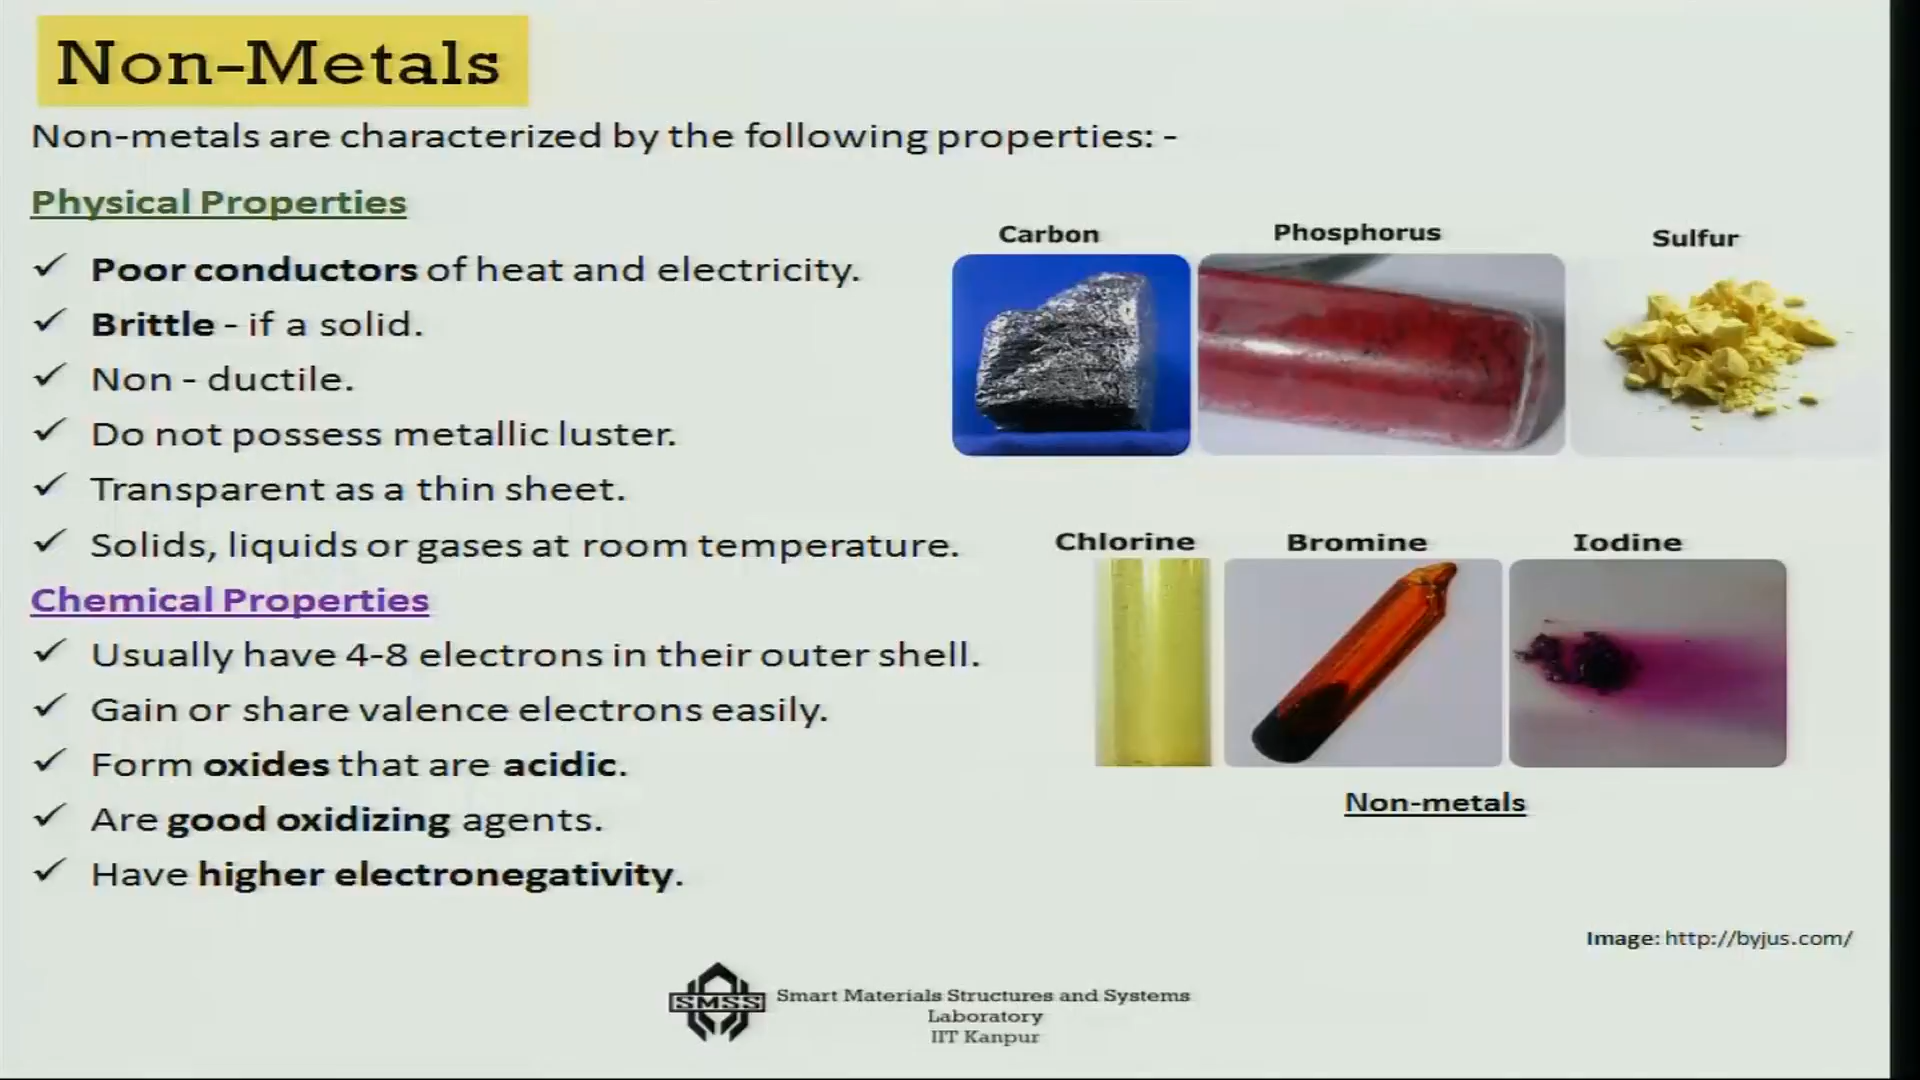 Non-Metals
Non-metals are characterized by the following properties: -
Physical Properties
✓ Poor conductors of heat and electricity.
✓ Brittle - if a solid.
✓ Non - ductile.
✓ Do not possess metallic luster.
✓ Transparent as a thin sheet.
✓ Solids, liquids or gases at room temperature.
Chemical Properties
✓ Usually have 4-8 electrons in their outer shell.
✓ Gain or share valence electrons easily.
✓ Form oxides that are acidic.
✓ Are good oxidizing agents.
✓ Have higher electronegativity.
Carbon Phosphorus Sulfur
Chlorine Bromine Iodine
Non-metals
Image: http://byjus.com/
SMSS
Smart Materials Structures and Systems
Laboratory
IIT Kanpur